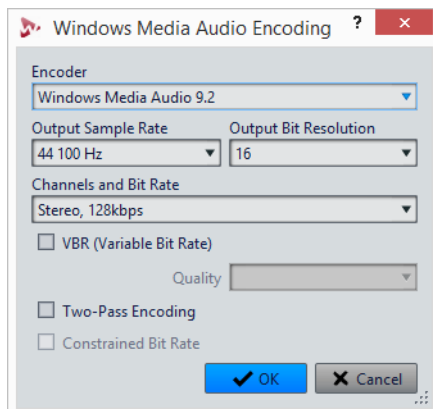 Windows Media Audio Encoding ?
Encoder
Windows Media Audio 9.2
Output Sample Rate Output Bit Resolution
44 100 Hz 16
Channels and Bit Rate
Stereo, 128kbps
VBR (Variable Bit Rate)
Quality
Two-Pass Encoding
Constrained Bit Rate
OK Cancel